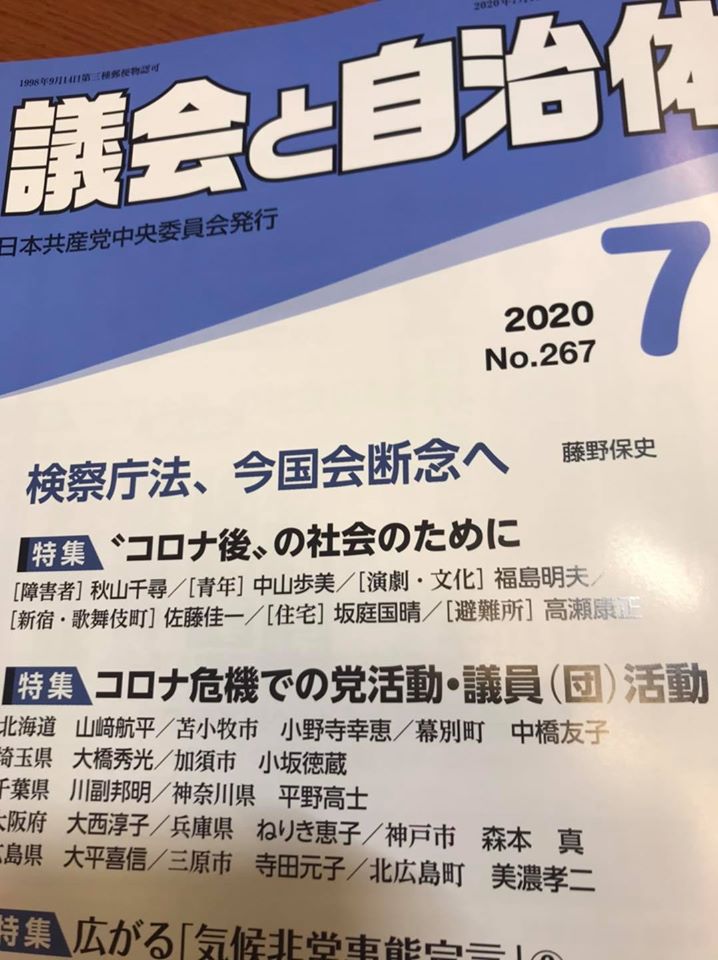 1998年9月14日第三種郵便物認可
2020年7月
議会と自治体
日本共産党中央委員会発行
7
2020
No.267
検察庁法、今国会断念へ 藤野保史
特集 〝コロナ後〟の社会のために
［障害者］秋山千尋／［青年］中山歩美／［演劇・文化］福島明夫／
［新宿・歌舞伎町］佐藤佳一／［住宅］坂庭国晴／［避難所］高瀬康正
特集 コロナ危機での党活動・議員（団）活動
北海道 山﨑航平／苫小牧市 小野寺幸恵／幕別町 中橋友子
埼玉県 大橋秀光／加須市 小坂徳蔵
千葉県 川副邦明／神奈川県 平野高士
大阪府 大西淳子／兵庫県 ねりき恵子／神戸市 森本 真
広島県 大平喜信／三原市 寺田元子／北広島町 美濃孝二
特集 広がる「気候非常事態宣言」